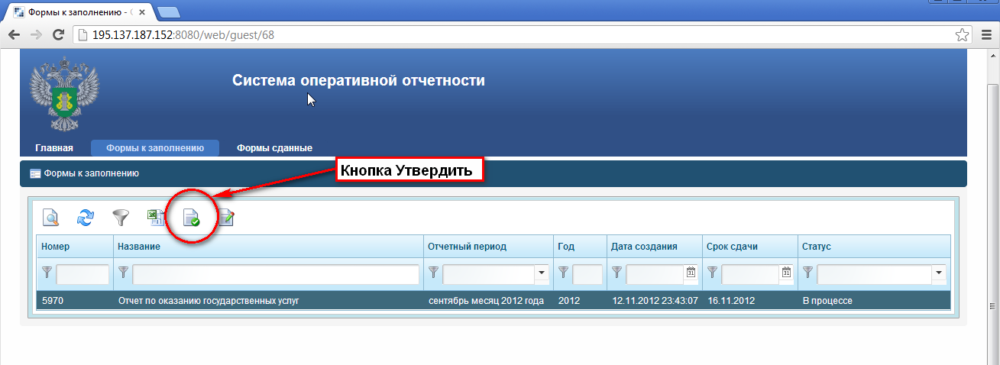 Формы к заполнению - С
195.137.187.152:8080/web/guest/68
Система оперативной отчетности
Главная Формы к заполнению Формы сданные
Кнопка Утвердить
Формы к заполнению
Номер Название Отчетный период Год Дата создания Срок сдачи Статус
31 31
5970 Отчет по оказанию государственных услуг сентябрь месяц 2012 года 2012 12.11.2012 23:43:07 16.11.2012 В процессе